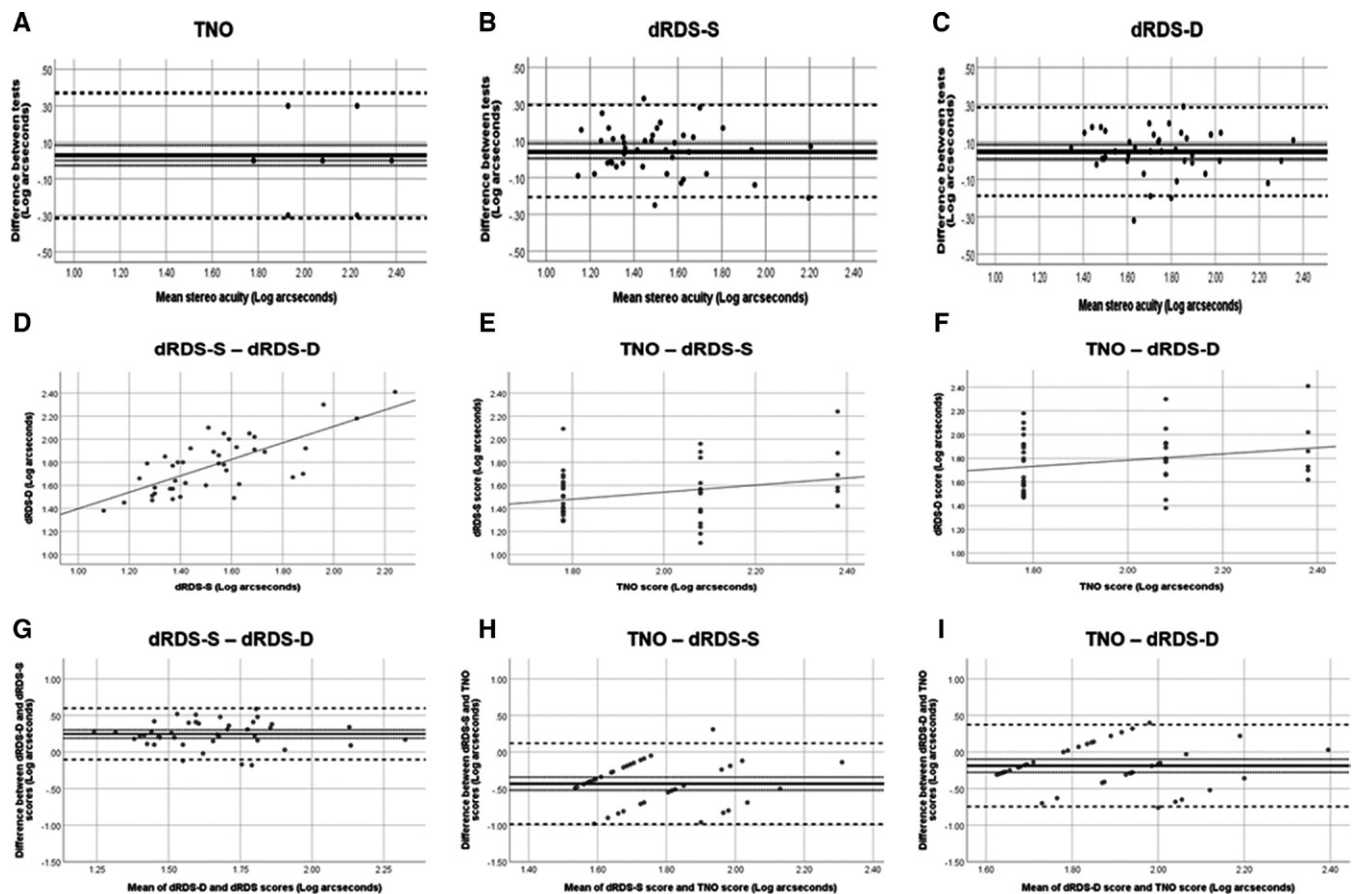 A
TNO
Difference between tests
(Log arcseconds)
.50
.30
.10
-.10
-.30
-.50
1.00
1.20
1.40
1.60
1.80
2.00
2.20
2.40
Mean stereo acuity (Log arcseconds)
B
dRDS-S
Difference between tests
(Log arcseconds)
.50
.30
.10
-.10
-.30
-.50
1.00
1.20
1.40
1.60
1.80
2.00
2.20
2.40
Mean stereo acuity (Log arcseconds)
C
dRDS-D
Difference between tests
(Log arcseconds)
.50
.30
.10
-.10
-.30
-.50
1.00
1.20
1.40
1.60
1.80
2.00
2.20
2.40
Mean stereo acuity (Log arcseconds)
D
dRDS-S – dRDS-D
dRDS-D (Log arcseconds)
2.40
2.20
2.00
1.80
1.60
1.40
1.20
1.00
1.00
1.20
1.40
1.60
1.80
2.00
2.20
dRDS-S (Log arcseconds)
E
TNO – dRDS-S
dRDS-S score (Log arcseconds)
2.40
2.20
2.00
1.80
1.60
1.40
1.20
1.00
1.80
2.00
2.20
2.40
TNO score (Log arcseconds)
F
TNO – dRDS-D
dRDS-D score (Log arcseconds)
2.40
2.20
2.00
1.80
1.60
1.40
1.20
1.00
1.80
2.00
2.20
2.40
TNO score (Log arcseconds)
G
dRDS-S – dRDS-D
Difference between dRDS-D and dRDS-S
scores (Log arcseconds)
1.00
.50
.00
-.50
-1.00
-1.50
1.25
1.50
1.75
2.00
2.25
Mean of dRDS-D and dRDS scores (Log arcseconds)
H
TNO – dRDS-S
Difference between dRDS-S and TNO
scores (Log arcseconds)
1.00
.50
.00
-.50
-1.00
-1.50
1.40
1.60
1.80
2.00
2.20
2.40
Mean of dRDS-S score and TNO score (Log arcseconds)
I
TNO – dRDS-D
Difference between dRDS-D and TNO
scores (Log arcseconds)
1.00
.50
.00
-.50
-1.00
-1.50
1.60
1.80
2.00
2.20
2.40
Mean of dRDS-D score and TNO score (Log arcseconds)